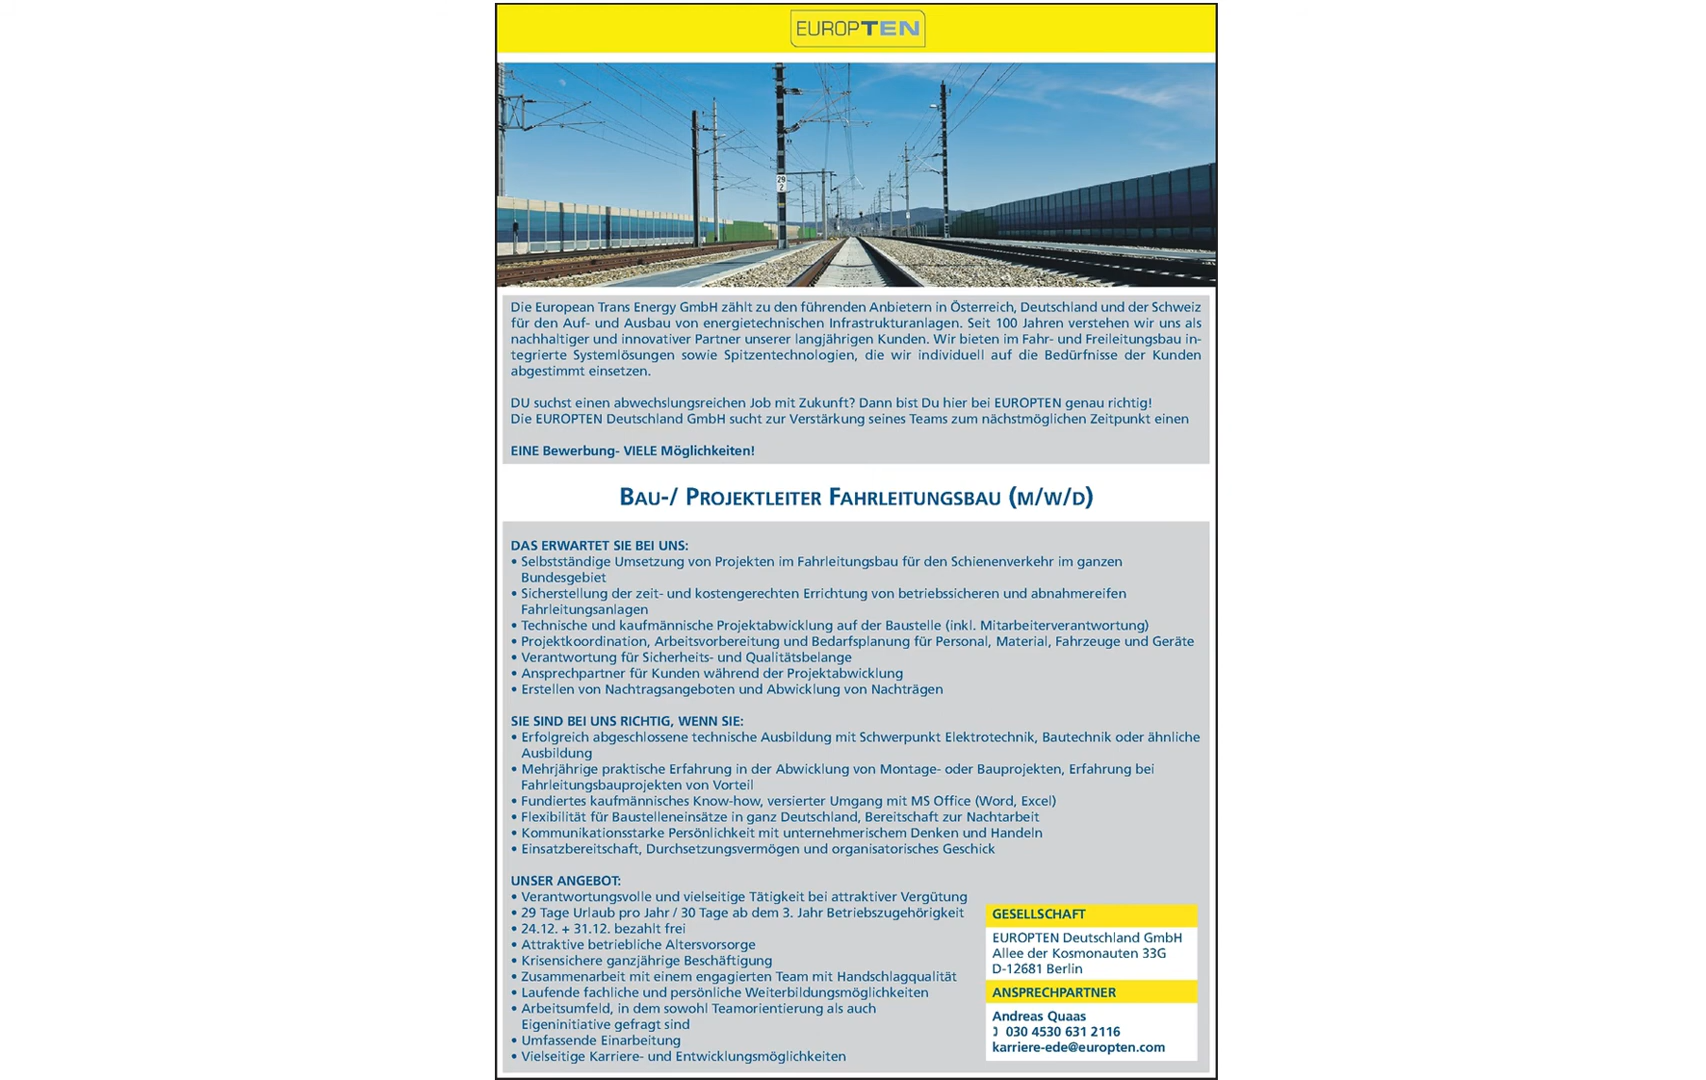 EUROPTEN
29
2
Die European Trans Energy GmbH zählt zu den führenden Anbietern in Österreich, Deutschland und der Schweiz
für den Auf- und Ausbau von energietechnischen Infrastrukturanlagen. Seit 100 Jahren verstehen wir uns als
nachhaltiger und innovativer Partner unserer langjährigen Kunden. Wir bieten im Fahr- und Freileitungsbau in-
tegrierte Systemlösungen sowie Spitzentechnologien, die wir individuell auf die Bedürfnisse der Kunden
abgestimmt einsetzen.
DU suchst einen abwechslungsreichen Job mit Zukunft? Dann bist Du hier bei EUROPTEN genau richtig!
Die EUROPTEN Deutschland GmbH sucht zur Verstärkung seines Teams zum nächstmöglichen Zeitpunkt einen
EINE Bewerbung- VIELE Möglichkeiten!
BAU-/ PROJEKTLEITER FAHRLEITUNGSBAU (M/W/D)
DAS ERWARTET SIE BEI UNS:
• Selbstständige Umsetzung von Projekten im Fahrleitungsbau für den Schienenverkehr im ganzen
Bundesgebiet
• Sicherstellung der zeit- und kostengerechten Errichtung von betriebssicheren und abnahmereifen
Fahrleitungsanlagen
• Technische und kaufmännische Projektabwicklung auf der Baustelle (inkl. Mitarbeiterverantwortung)
• Projektkoordination, Arbeitsvorbereitung und Bedarfsplanung für Personal, Material, Fahrzeuge und Geräte
• Verantwortung für Sicherheits- und Qualitätsbelange
• Ansprechpartner für Kunden während der Projektabwicklung
• Erstellen von Nachtragsangeboten und Abwicklung von Nachträgen
SIE SIND BEI UNS RICHTIG, WENN SIE:
• Erfolgreich abgeschlossene technische Ausbildung mit Schwerpunkt Elektrotechnik, Bautechnik oder ähnliche
Ausbildung
• Mehrjährige praktische Erfahrung in der Abwicklung von Montage- oder Bauprojekten, Erfahrung bei
Fahrleitungsbauprojekten von Vorteil
• Fundiertes kaufmännisches Know-how, versierter Umgang mit MS Office (Word, Excel)
• Flexibilität für Baustelleneinsätze in ganz Deutschland, Bereitschaft zur Nachtarbeit
• Kommunikationsstarke Persönlichkeit mit unternehmerischem Denken und Handeln
• Einsatzbereitschaft, Durchsetzungsvermögen und organisatorisches Geschick
UNSER ANGEBOT:
• Verantwortungsvolle und vielseitige Tätigkeit bei attraktiver Vergütung
• 29 Tage Urlaub pro Jahr / 30 Tage ab dem 3. Jahr Betriebszugehörigkeit
• 24.12. + 31.12. bezahlt frei
• Attraktive betriebliche Altersvorsorge
• Krisensichere ganzjährige Beschäftigung
• Zusammenarbeit mit einem engagierten Team mit Handschlagqualität
• Laufende fachliche und persönliche Weiterbildungsmöglichkeiten
• Arbeitsumfeld, in dem sowohl Teamorientierung als auch
Eigeninitiative gefragt sind
• Umfassende Einarbeitung
• Vielseitige Karriere- und Entwicklungsmöglichkeiten
GESELLSCHAFT
EUROPTEN Deutschland GmbH
Allee der Kosmonauten 33G
D-12681 Berlin
ANSPRECHPARTNER
Andreas Quaas
030 4530 631 2116
karriere-ede@europten.com